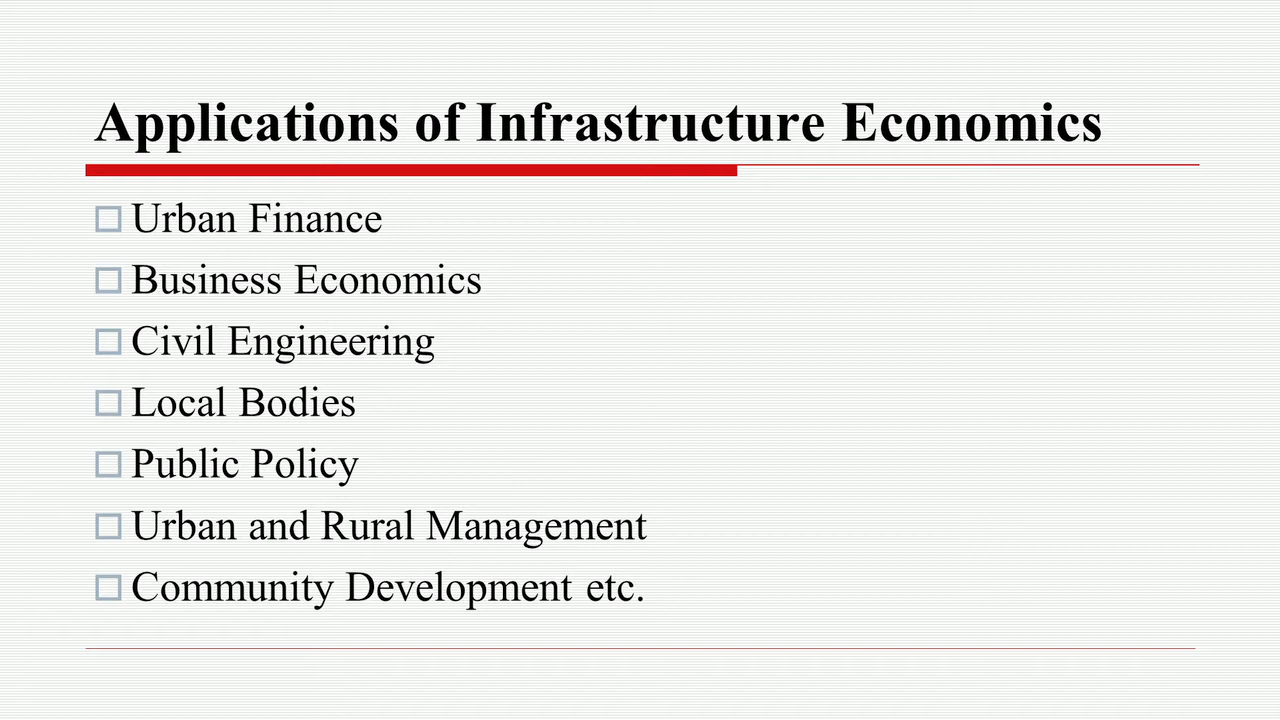 Applications of Infrastructure Economics
Urban Finance
Business Economics
Civil Engineering
Local Bodies
Public Policy
Urban and Rural Management
Community Development etc.